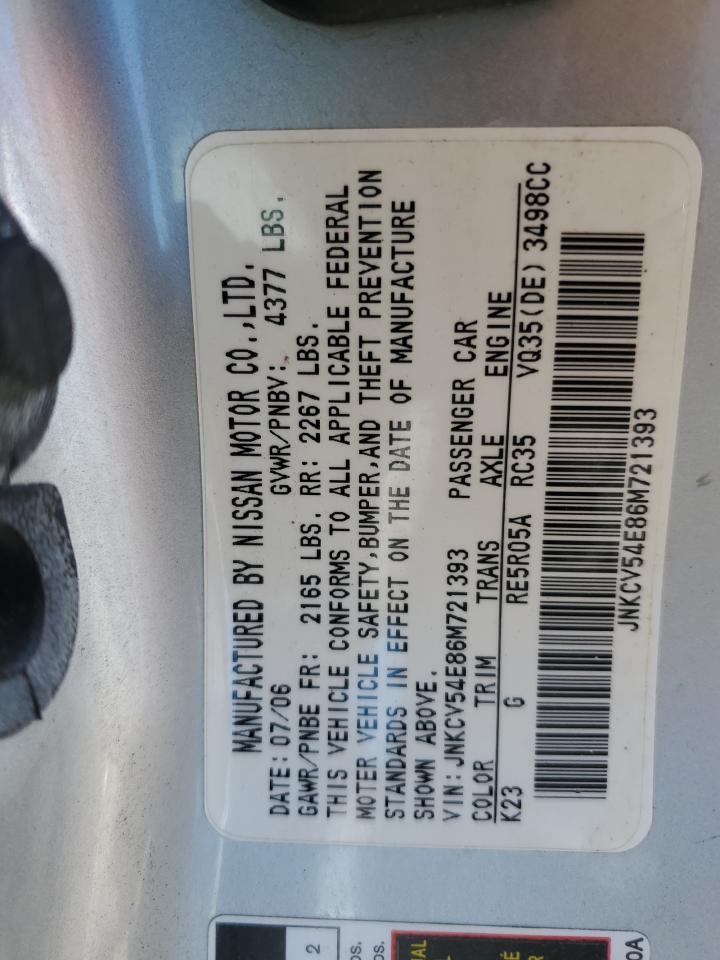 MANUFACTURED BY NISSAN MOTOR CO.,LTD.
DATE: 07/06 GVWR/PNBV: 4377 LBS.
GAWR/PNBE FR: 2165 LBS. RR: 2267 LBS.
THIS VEHICLE CONFORMS TO ALL APPLICABLE FEDERAL
MOTER VEHICLE SAFETY,BUMPER,AND THEFT PREVENTION
STANDARDS IN EFFECT ON THE DATE OF MANUFACTURE
SHOWN ABOVE.
VIN: JNKCV54E86M721393 PASSENGER CAR
COLOR TRIM TRANS AXLE ENGINE
K23 G RE5R05A RC35 VQ35(DE) 3498CC
JNKCV54E86M721393
2